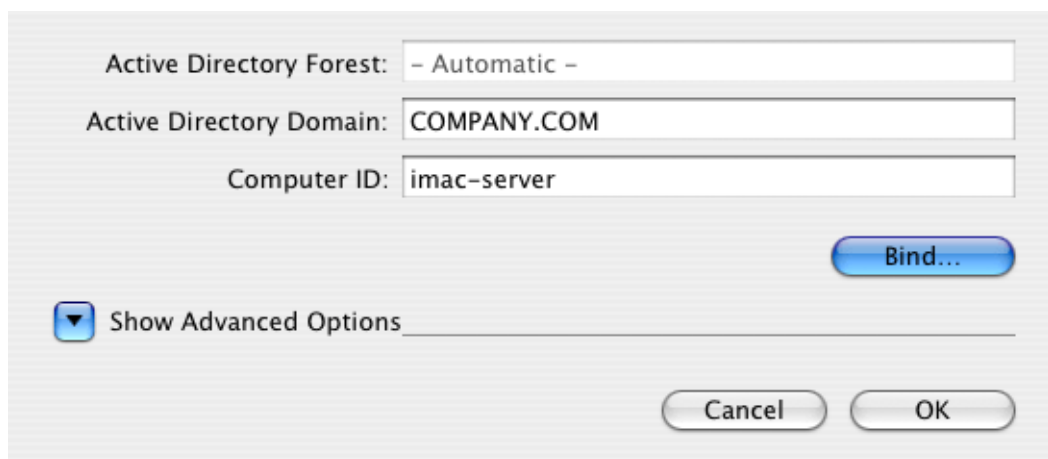 Active Directory Forest: - Automatic -
Active Directory Domain: COMPANY.COM
Computer ID: imac-server
Bind...
Show Advanced Options
Cancel OK